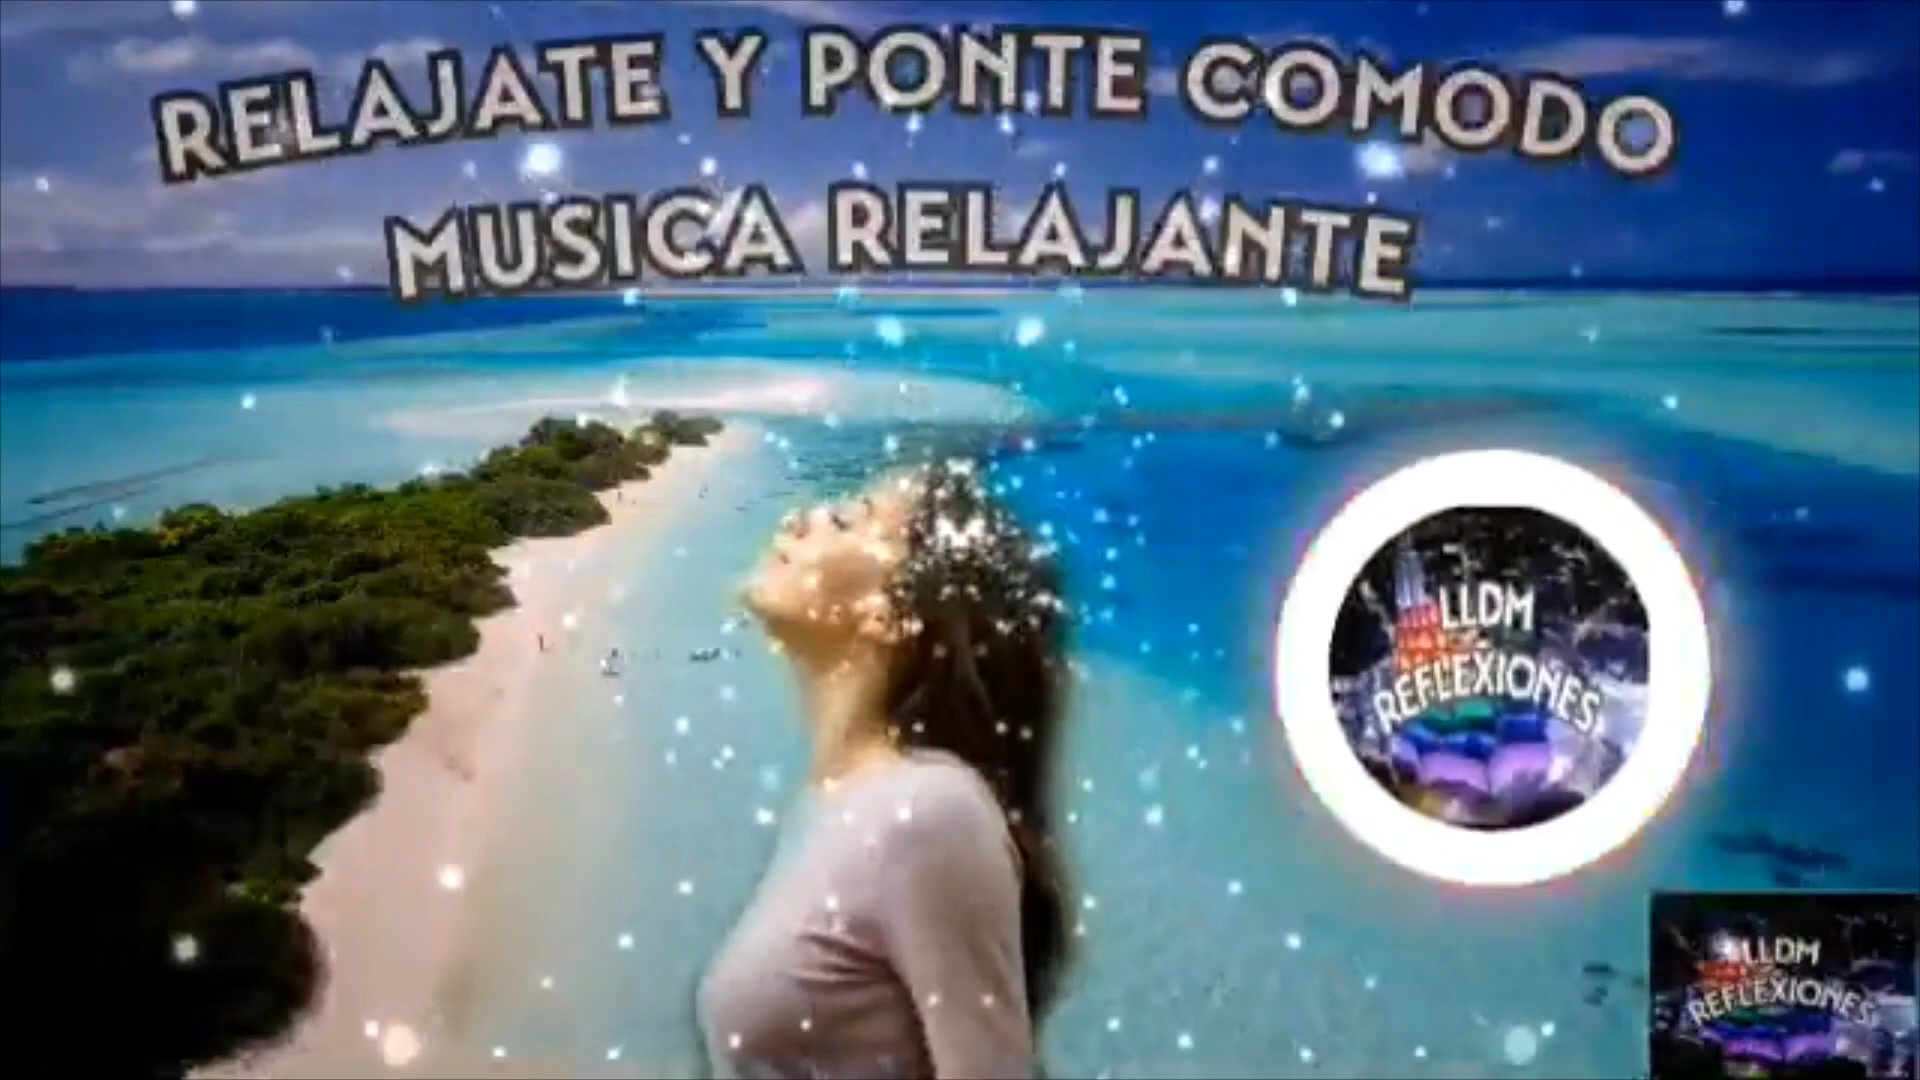 RELAJATE Y PONTE COMODO
MUSICA RELAJANTE
LLDM
REFLEXIONES
LLDM
REFLEXIONES